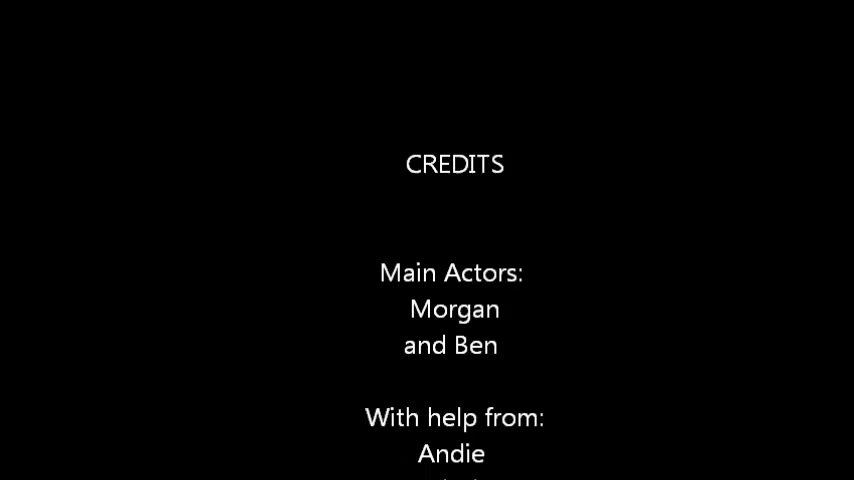 CREDITS
Main Actors:
Morgan
and Ben
With help from:
Andie